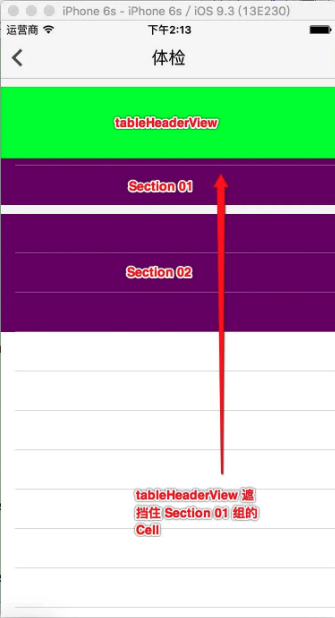 iPhone 6s - iPhone 6s / iOS 9.3 (13E230)
运营商 下午2:13
体检
tableHeaderView
Section 01
Section 02
tableHeaderView 遮
挡住 Section 01 组的
Cell